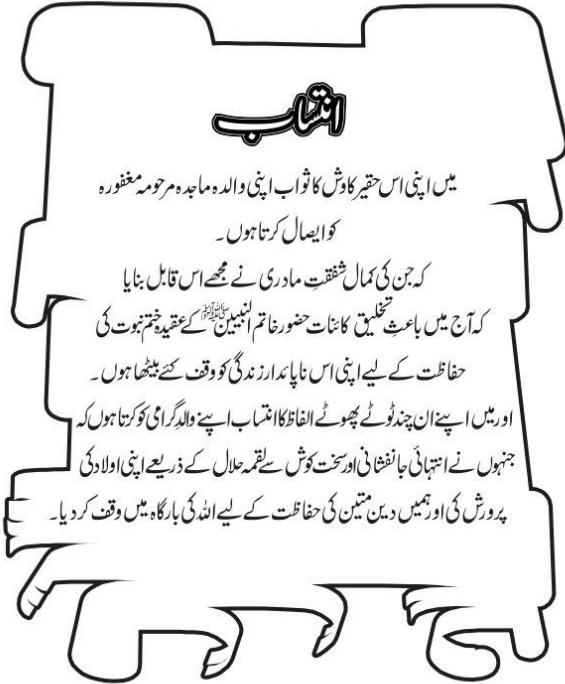 انتساب
میں اپنی اس حقیر کاوش کا ثواب اپنی والدہ ماجدہ مرحومہ مغفورہ
کو ایصال کرتا ہوں۔
کہ جن کی کمال شفقتِ مادری نے مجھے اس قابل بنایا
کہ آج میں باعثِ تخلیق کائنات حضور خاتم النبیین ﷺ کے عقیدہ ختم نبوت کی
حفاظت کے لیے اپنی اس ناپائدار زندگی کو وقف کئے بیٹھا ہوں۔
اور میں اپنے ان چند ٹوٹے پھوٹے الفاظ کا انتساب اپنے والدِ گرامی کو کرتا ہوں کہ
جنہوں نے انتہائی جانفشانی اور سخت کوش سے لقمہ حلال کے ذریعے اپنی اولاد کی
پرورش کی اور ہمیں دین متین کی حفاظت کے لیے اللہ کی بارگاہ میں وقف کر دیا۔